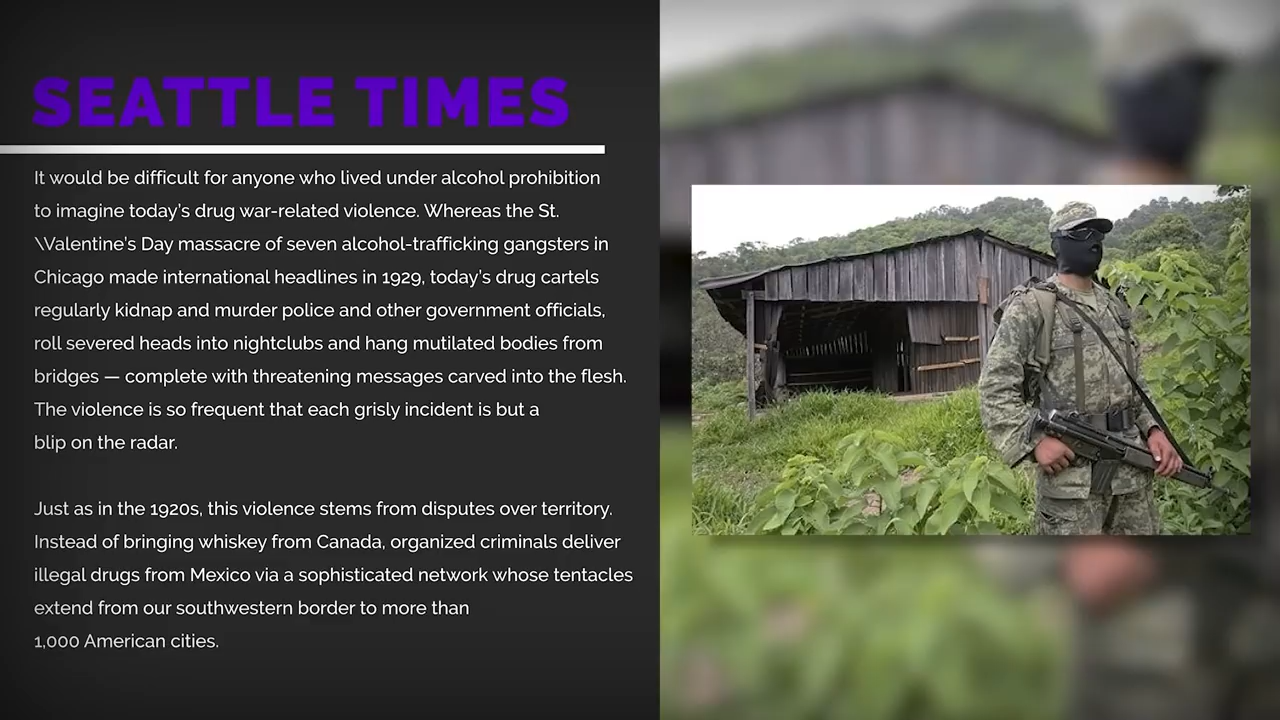 SEATTLE TIMES
It would be difficult for anyone who lived under alcohol prohibition
to imagine today's drug war-related violence. Whereas the St.
\Valentine's Day massacre of seven alcohol-trafficking gangsters in
Chicago made international headlines in 1929, today's drug cartels
regularly kidnap and murder police and other government officials,
roll severed heads into nightclubs and hang mutilated bodies from
bridges — complete with threatening messages carved into the flesh.
The violence is so frequent that each grisly incident is but a
blip on the radar.
Just as in the 1920s, this violence stems from disputes over territory.
Instead of bringing whiskey from Canada, organized criminals deliver
illegal drugs from Mexico via a sophisticated network whose tentacles
extend from our southwestern border to more than
1,000 American cities.